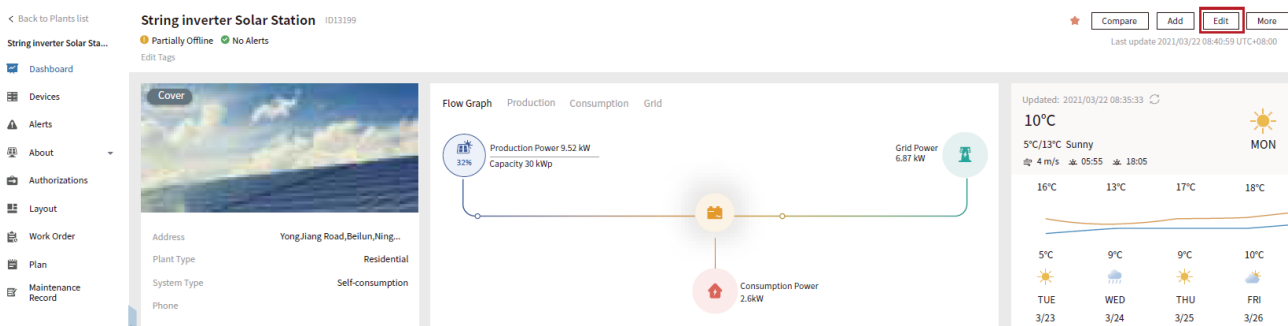 Back to Plants list
String inverter Solar Sta...
Dashboard
Devices
Alerts
About
Authorizations
Layout
Work Order
Plan
Maintenance
Record
String inverter Solar Station ID13199
Partially Offline No Alerts
Edit Tags
Compare Add Edit More
Last update 2021/03/22 08:40:59 UTC+08:00
Cover
Address YongJiang Road,Beilun,Ning...
Plant Type Residential
System Type Self-consumption
Phone
Flow Graph Production Consumption Grid
32%
Production Power 9.52 kW
Capacity 30 kWp
Grid Power
6.87 kW
Consumption Power
2.6kW
Updated: 2021/03/22 08:35:33
10°C
5°C/13°C Sunny MON
4 m/s 05:55 18:05
16°C 13°C 17°C 18°C
5°C 9°C 9°C 10°C
TUE WED THU FRI
3/23 3/24 3/25 3/26